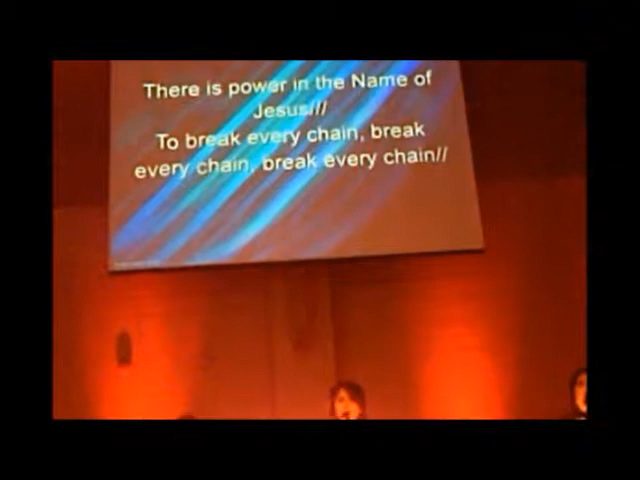 There is power in the Name of
Jesus///
To break every chain, break
every chain, break every chain//